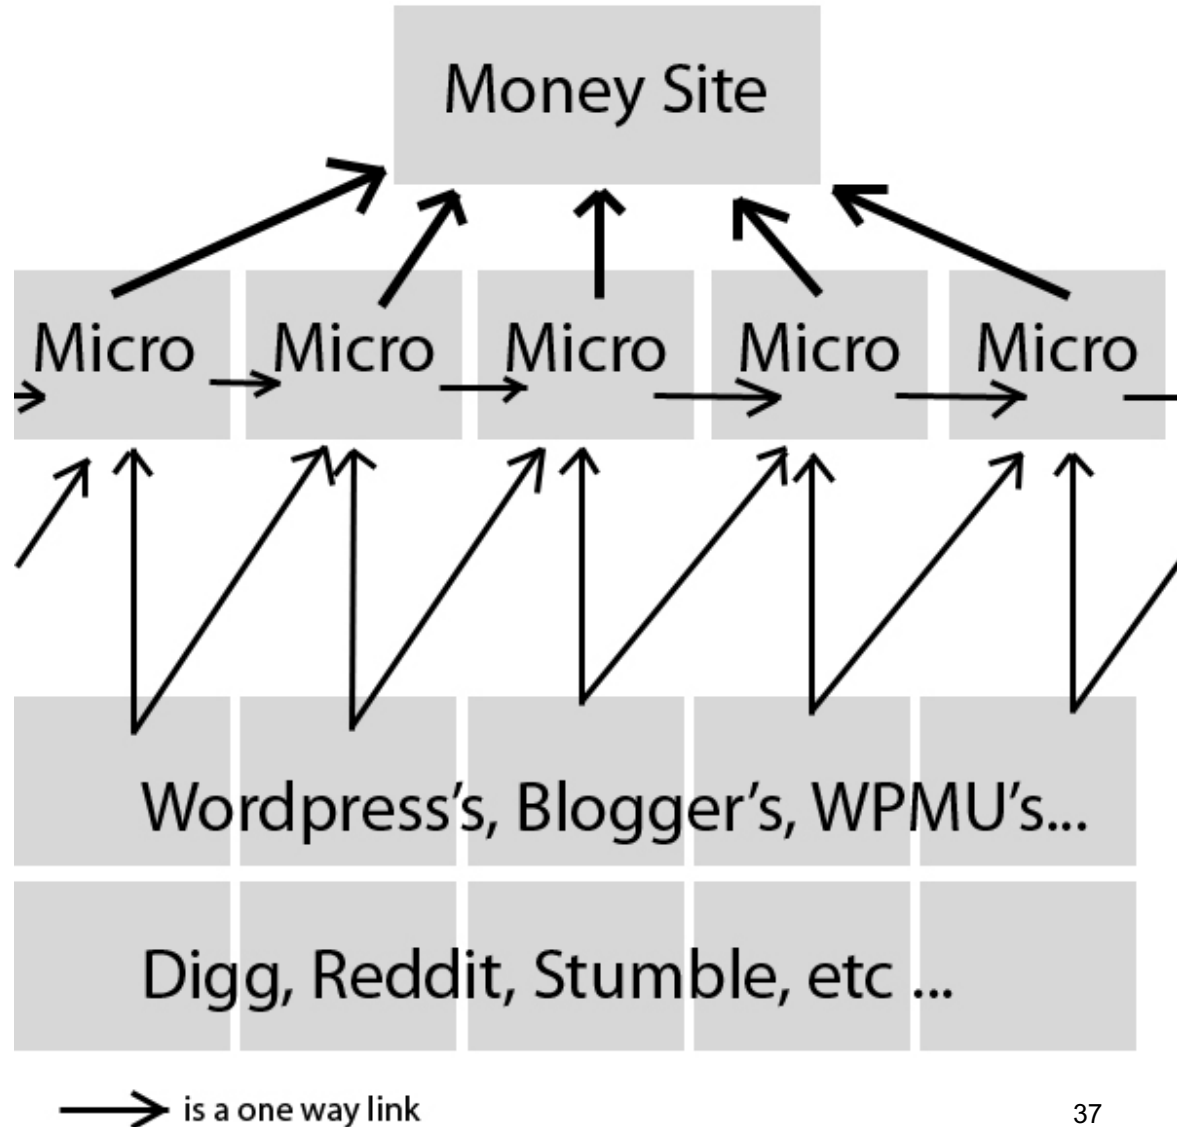 Money Site
Micro Micro Micro Micro Micro
Wordpress’s, Blogger’s, WPMU’s...
Digg, Reddit, Stumble, etc ...
is a one way link
37